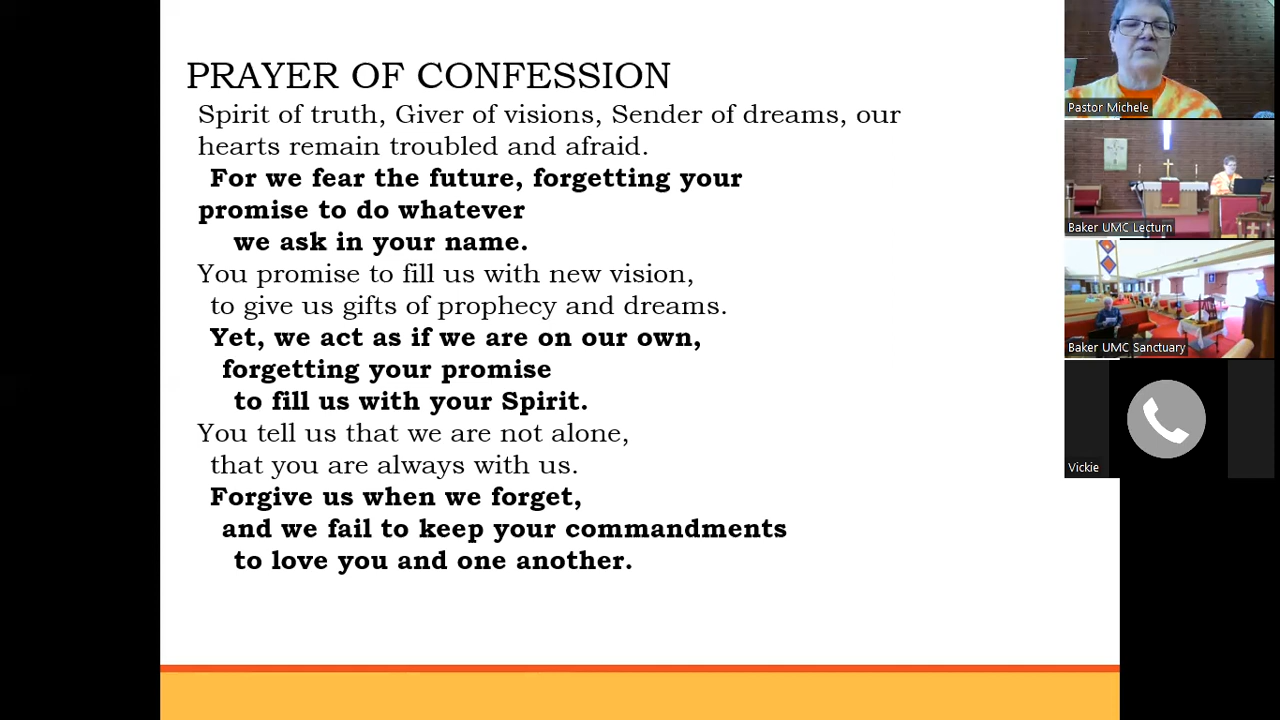 PRAYER OF CONFESSION
Spirit of truth, Giver of visions, Sender of dreams, our
hearts remain troubled and afraid.
For we fear the future, forgetting your
promise to do whatever
we ask in your name.
You promise to fill us with new vision,
to give us gifts of prophecy and dreams.
Yet, we act as if we are on our own,
forgetting your promise
to fill us with your Spirit.
You tell us that we are not alone,
that you are always with us.
Forgive us when we forget,
and we fail to keep your commandments
to love you and one another.
Pastor Michele
Baker UMC Lecturn
Baker UMC Sanctuary
Vickie